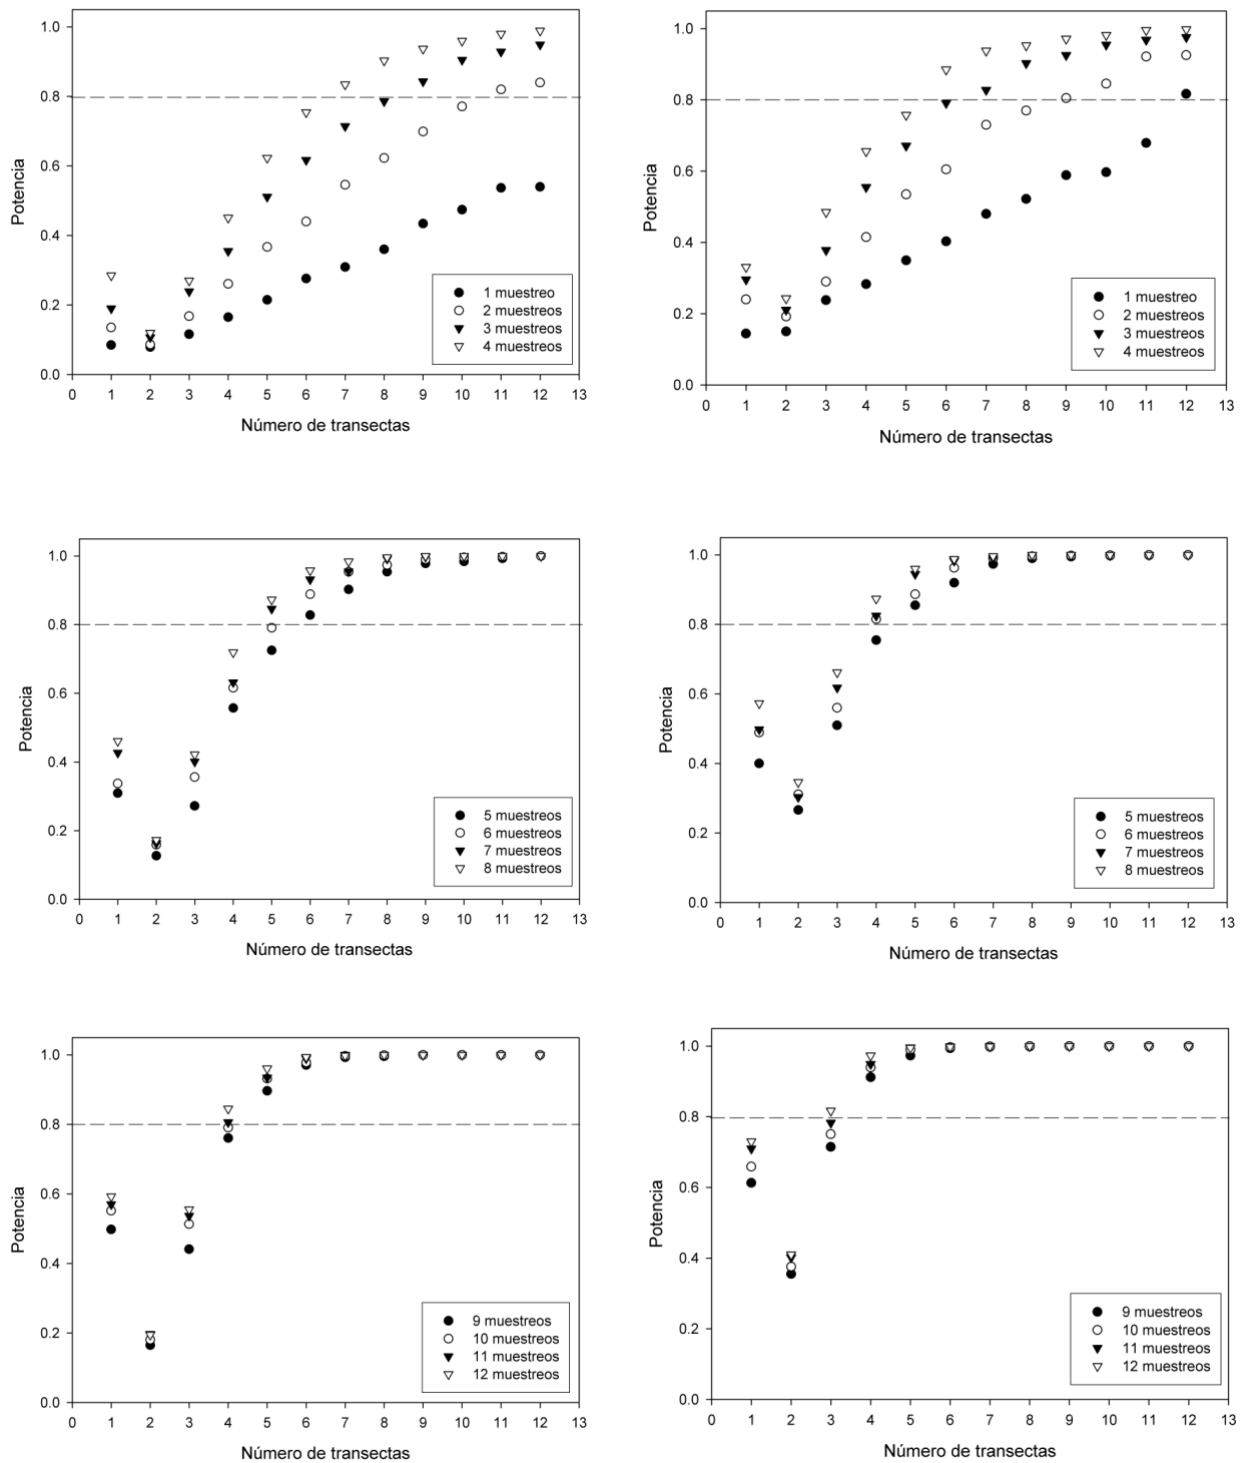 1.0
0.8
0.6
0.4
0.2
0.0
Potencia
1 muestreo
2 muestreos
3 muestreos
4 muestreos
0 1 2 3 4 5 6 7 8 9 10 11 12 13
Número de transectas
1.0
0.8
0.6
0.4
0.2
0.0
Potencia
1 muestreo
2 muestreos
3 muestreos
4 muestreos
0 1 2 3 4 5 6 7 8 9 10 11 12 13
Número de transectas
1.0
0.8
0.6
0.4
0.2
0.0
Potencia
5 muestreos
6 muestreos
7 muestreos
8 muestreos
0 1 2 3 4 5 6 7 8 9 10 11 12 13
Número de transectas
1.0
0.8
0.6
0.4
0.2
0.0
Potencia
5 muestreos
6 muestreos
7 muestreos
8 muestreos
0 1 2 3 4 5 6 7 8 9 10 11 12 13
Número de transectas
1.0
0.8
0.6
0.4
0.2
0.0
Potencia
9 muestreos
10 muestreos
11 muestreos
12 muestreos
0 1 2 3 4 5 6 7 8 9 10 11 12 13
Número de transectas
1.0
0.8
0.6
0.4
0.2
0.0
Potencia
9 muestreos
10 muestreos
11 muestreos
12 muestreos
0 1 2 3 4 5 6 7 8 9 10 11 12 13
Número de transectas